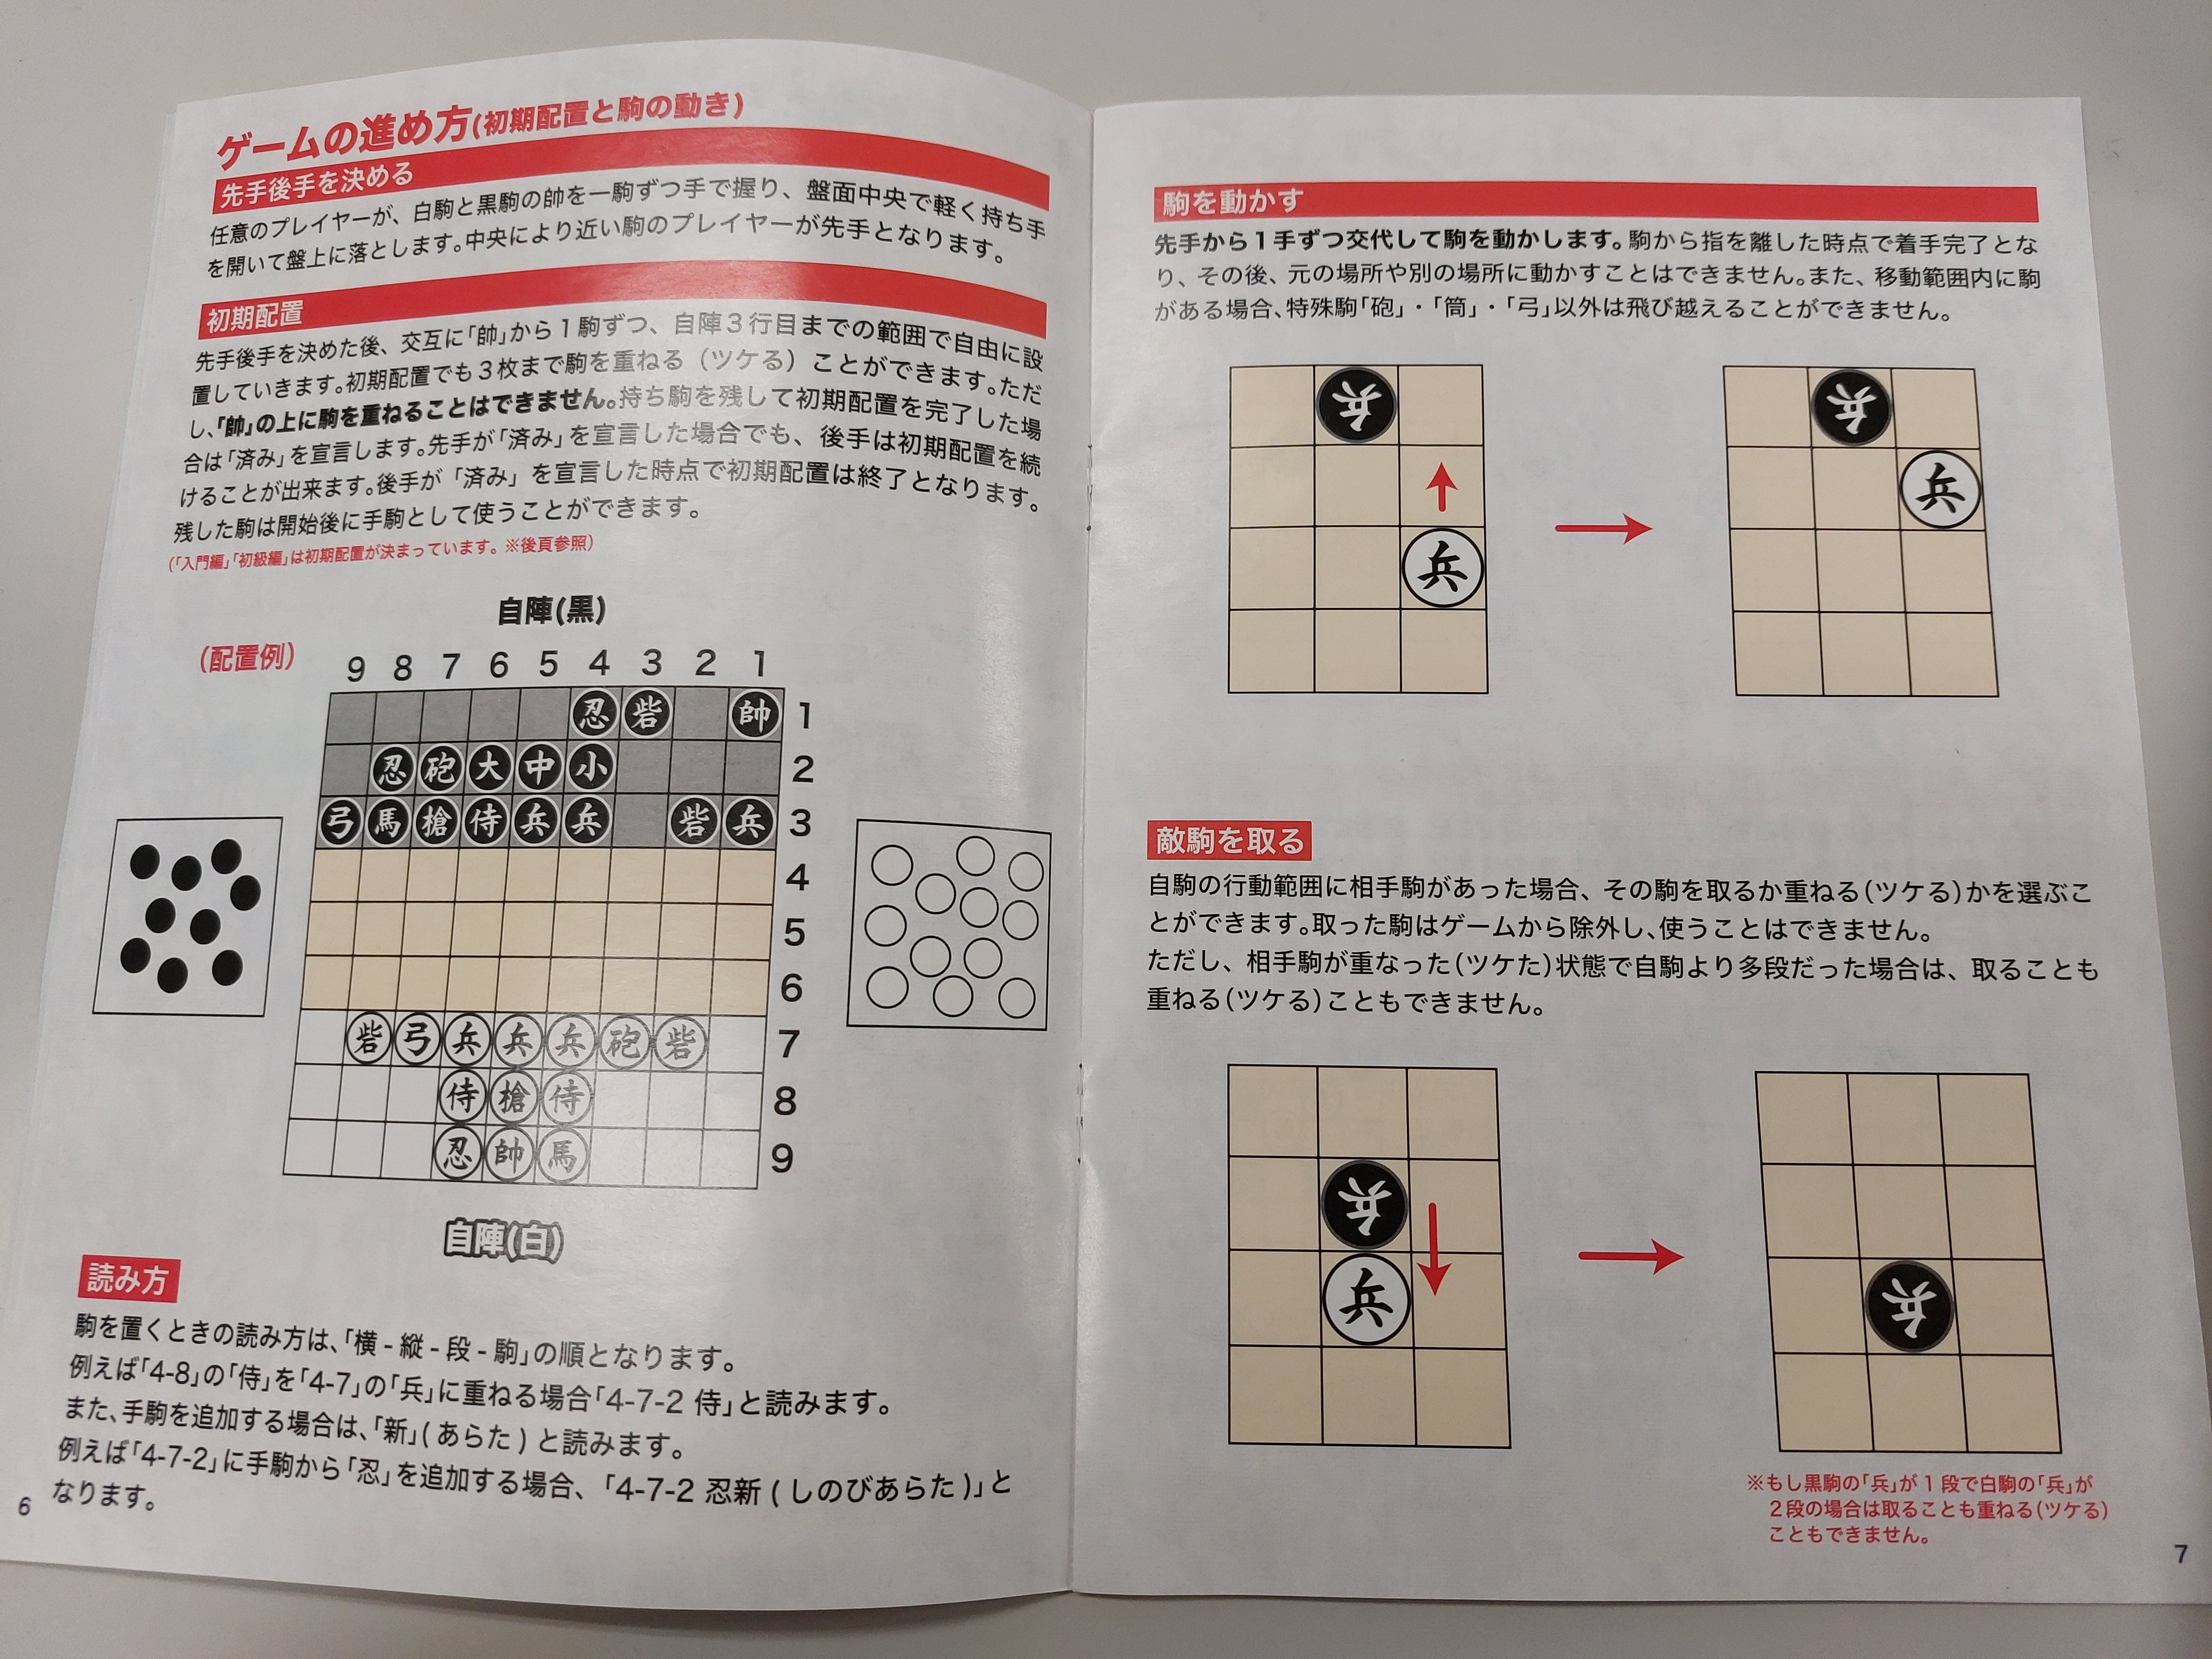 ゲームの進め方(初期配置と駒の動き)
先手後手を決める
任意のプレイヤーが、白駒と黒駒の帥を一駒ずつ手で握り、盤面中央で軽く持ち手
を開いて盤上に落とします。中央により近い駒のプレイヤーが先手となります。
初期配置
先手後手を決めた後、交互に「帥」から1駒ずつ、自陣3行目までの範囲で自由に設
置していきます。初期配置でも3枚まで駒を重ねる(ツケる)ことができます。ただ
し、「帥」の上に駒を重ねることはできません。持ち駒を残して初期配置を完了した場
合は「済み」を宣言します。先手が「済み」を宣言した場合でも、後手は初期配置を続
けることが出来ます。後手が「済み」を宣言した時点で初期配置は終了となります。
残した駒は開始後に手駒として使うことができます。
(「入門編」「初級編」は初期配置が決まっています。※後頁参照)
自陣(黒)
(配置例)
9 8 7 6 5 4 3 2 1
忍 砦 帥 1
忍 砲 大 中 小 2
弓 馬 槍 侍 兵 兵 砦 兵 3
4
5
6
砦 弓 兵 兵 兵 砲 砦 7
侍 槍 侍 8
忍 帥 馬 9
自陣(白)
読み方
駒を置くときの読み方は、「横 - 縦 - 段 - 駒」の順となります。
例えば「4-8」の「侍」を「4-7」の「兵」に重ねる場合「4-7-2 侍」と読みます。
また、手駒を追加する場合は、「新」( あらた ) と読みます。
例えば「4-7-2」に手駒から「忍」を追加する場合、「4-7-2 忍新 ( しのびあらた )」と
なります。
6
駒を動かす
先手から1手ずつ交代して駒を動かします。駒から指を離した時点で着手完了とな
り、その後、元の場所や別の場所に動かすことはできません。また、移動範囲内に駒
がある場合、特殊駒「砲」・「筒」・「弓」以外は飛び越えることができません。
兵 兵
兵
兵
敵駒を取る
自駒の行動範囲に相手駒があった場合、その駒を取るか重ねる(ツケる)かを選ぶこ
とができます。取った駒はゲームから除外し、使うことはできません。
ただし、相手駒が重なった(ツケた)状態で自駒より多段だった場合は、取ることも
重ねる(ツケる)こともできません。
兵
兵 兵
※もし黒駒の「兵」が1段で白駒の「兵」が
2段の場合は取ることも重ねる(ツケる)
こともできません。
7